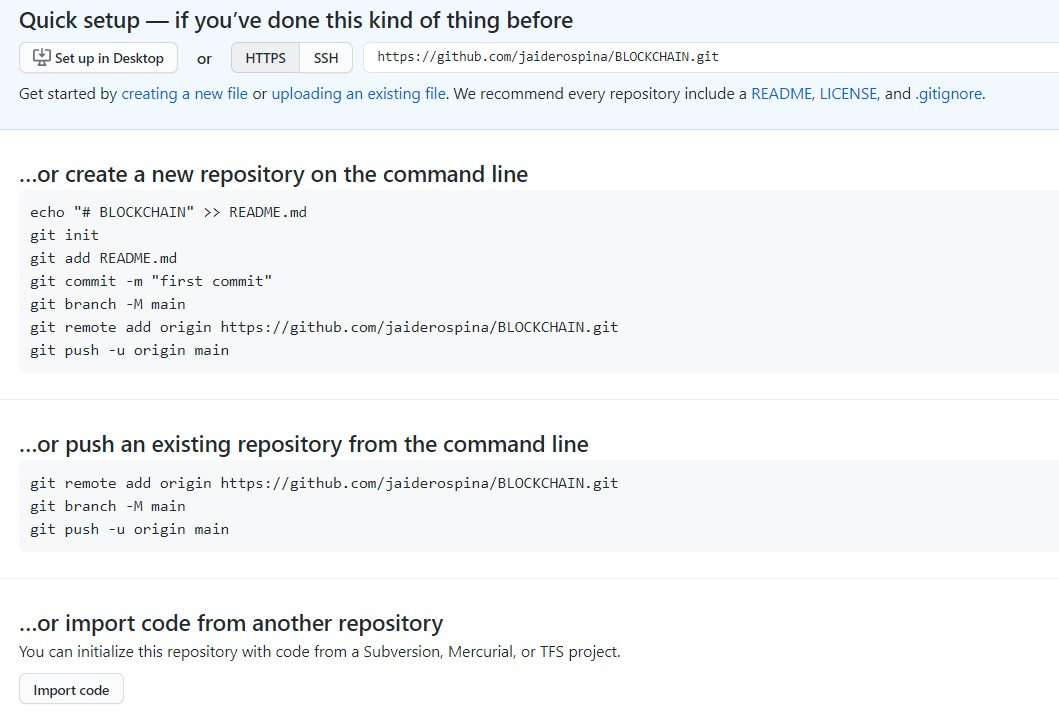 Quick setup — if you’ve done this kind of thing before
Set up in Desktop or HTTPS SSH https://github.com/jaiderospina/BLOCKCHAIN.git
Get started by creating a new file or uploading an existing file. We recommend every repository include a README, LICENSE, and .gitignore.
…or create a new repository on the command line
echo "# BLOCKCHAIN" >> README.md
git init
git add README.md
git commit -m "first commit"
git branch -M main
git remote add origin https://github.com/jaiderospina/BLOCKCHAIN.git
git push -u origin main
…or push an existing repository from the command line
git remote add origin https://github.com/jaiderospina/BLOCKCHAIN.git
git branch -M main
git push -u origin main
…or import code from another repository
You can initialize this repository with code from a Subversion, Mercurial, or TFS project.
Import code